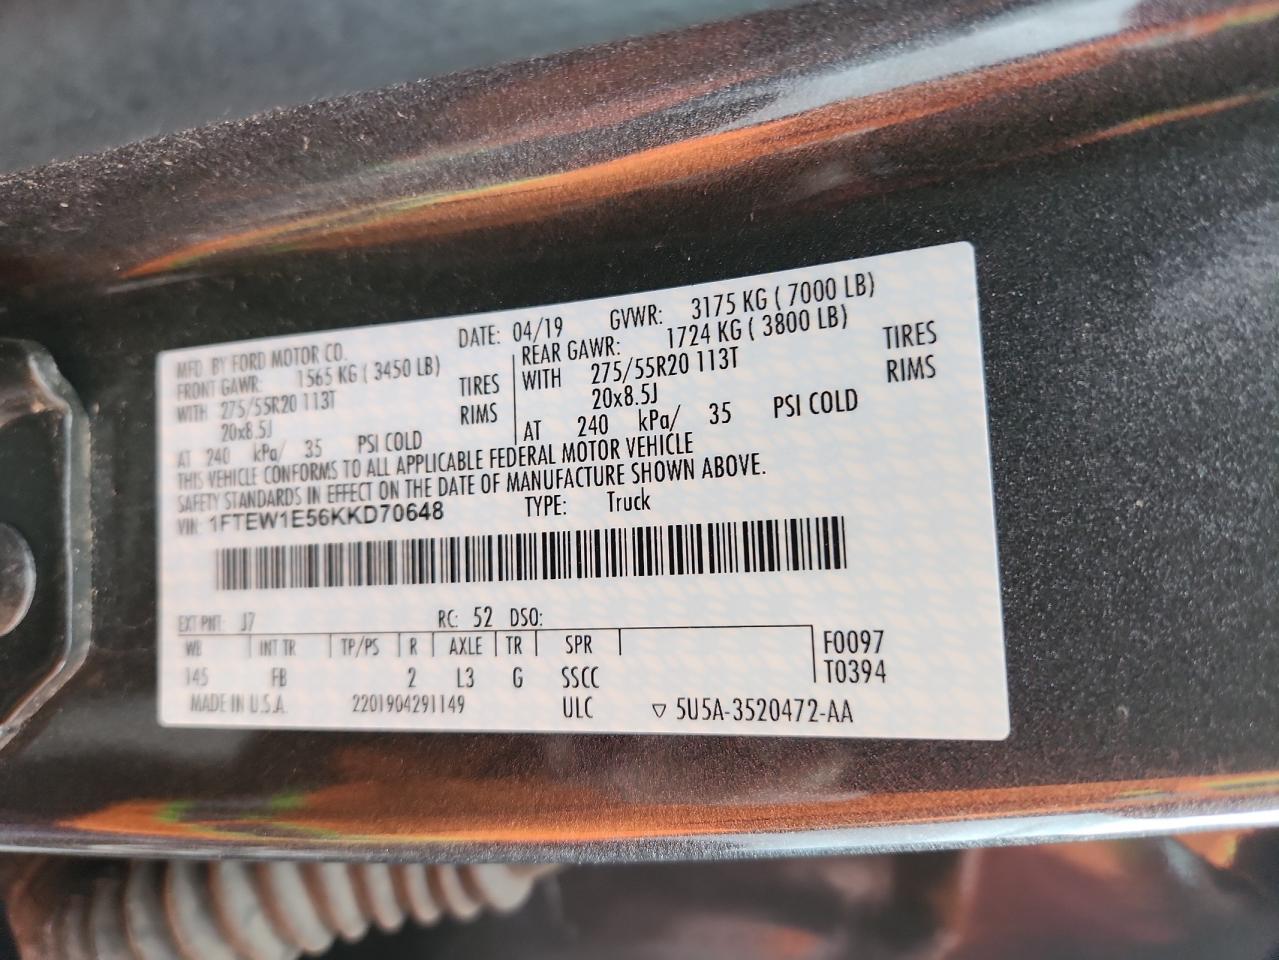 MFD. BY FORD MOTOR CO. DATE: 04/19 GVWR: 3175 KG ( 7000 LB)
FRONT GAWR: 1565 KG ( 3450 LB) REAR GAWR: 1724 KG ( 3800 LB)
WITH 275/55R20 113T TIRES WITH 275/55R20 113T TIRES
20x8.5J RIMS 20x8.5J RIMS
AT 240 kPa/ 35 PSI COLD AT 240 kPa/ 35 PSI COLD
THIS VEHICLE CONFORMS TO ALL APPLICABLE FEDERAL MOTOR VEHICLE
SAFETY STANDARDS IN EFFECT ON THE DATE OF MANUFACTURE SHOWN ABOVE.
VIN: 1FTEW1E56KKD70648 TYPE: Truck
EXT PNT: J7 RC: 52 DSO:
WB INT TR TP/PS R AXLE TR SPR F0097
145 FB 2 L3 G SSCC T0394
MADE IN U.S.A. 2201904291149 ULC ▽ 5U5A-3520472-AA